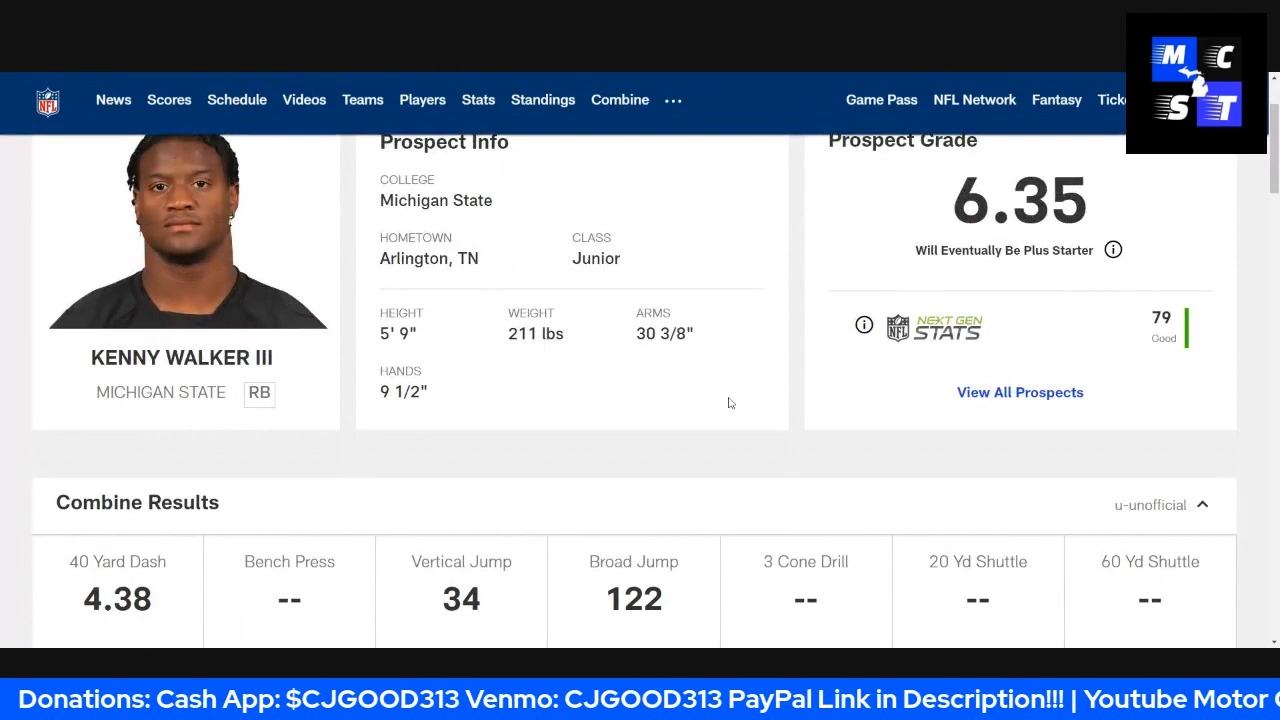 M C
S T
NFL News Scores Schedule Videos Teams Players Stats Standings Combine ... Game Pass NFL Network Fantasy
Prospect Info
COLLEGE
Michigan State
HOMETOWN CLASS
Arlington, TN Junior
HEIGHT WEIGHT ARMS
5' 9" 211 lbs 30 3/8"
HANDS
9 1/2"
Prospect Grade
6.35
Will Eventually Be Plus Starter
NFL NEXT GEN STATS 79
Good
View All Prospects
KENNY WALKER III
MICHIGAN STATE RB
Combine Results u-unofficial
40 Yard Dash Bench Press Vertical Jump Broad Jump 3 Cone Drill 20 Yd Shuttle 60 Yd Shuttle
4.38 -- 34 122 -- -- --
Donations: Cash App: $CJGOOD313 Venmo: CJGOOD313 PayPal Link in Description!!! | Youtube Motor